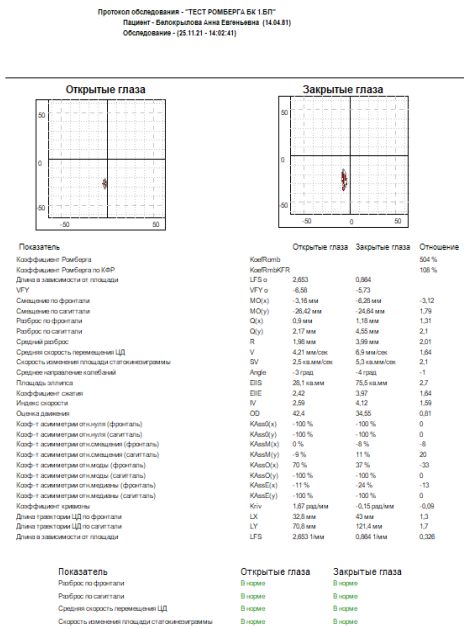 Протокол обследования - "ТЕСТ РОМБЕРГА БК 1.БП"
Пациент - Белокрылова Анна Евгеньевна (14.04.81)
Обследование - (25.11.21 - 14:02:41)
Открытые глаза Закрытые глаза
50 50
0 0
-50 -50
-50 50 -50 0 50
Показатель Открытые глаза Закрытые глаза Отношение
Коэффициент Ромберга KoefRomb 504 %
Коэффициент Ромберга по КФР KoefRmbKFR 108 %
Длина в зависимости от площади LFS o 2,653 0,864
VFY VFY o -6,58 -5,73
Смещение по фронтали MO(x) -3,16 мм -6,28 мм -3,12
Смещение по сагиттали MO(y) -26,42 мм -24,64 мм 1,79
Разброс по фронтали Q(x) 0,9 мм 1,18 мм 1,31
Разброс по сагиттали Q(y) 2,17 мм 4,55 мм 2,1
Средний разброс R 1,98 мм 3,99 мм 2,01
Средняя скорость перемещения ЦД V 4,21 мм/сек 6,9 мм/сек 1,64
Скорость изменения площади статокинезиграммы SV 2,5 кв.мм/сек 5,3 кв.мм/сек 2,1
Среднее направление колебаний Angle -3 град -4 град -1
Площадь эллипса EllS 28,1 кв.мм 75,5 кв.мм 2,7
Коэффициент сжатия EllE 2,42 3,97 1,64
Индекс скорости IV 2,59 4,12 1,59
Оценка движения OD 42,4 34,55 0,81
Коэф-т асимметрии отн.нуля (фронталь) KAss0(x) -100 % -100 % 0
Коэф-т асимметрии отн.нуля (сагитталь) KAss0(y) -100 % -100 % 0
Коэф-т асимметрии отн.смещения (фронталь) KAssM(x) 0 % -8 % -8
Коэф-т асимметрии отн.смещения (сагитталь) KAssM(y) -9 % 11 % 20
Коэф-т асимметрии отн.моды (фронталь) KAssO(x) 70 % 37 % -33
Коэф-т асимметрии отн.моды (сагитталь) KAssO(y) -100 % -100 % 0
Коэф-т асимметрии отн.медианы (фронталь) KAssE(x) -11 % -24 % -13
Коэф-т асимметрии отн.медианы (сагитталь) KAssE(y) -100 % -100 % 0
Коэффициент кривизны Kriv 1,67 рад/мм -0,15 рад/мм -0,09
Длина траектории ЦД по фронтали LX 32,8 мм 43 мм 1,3
Длина траектории ЦД по сагиттали LY 70,8 мм 121,4 мм 1,7
Длина в зависимости от площади LFS 2,653 1/мм 0,864 1/мм 0,326
Показатель Открытые глаза Закрытые глаза
Разброс по фронтали В норме В норме
Разброс по сагиттали В норме В норме
Средняя скорость перемещения ЦД В норме В норме
Скорость изменения площади статокинезиграммы В норме В норме